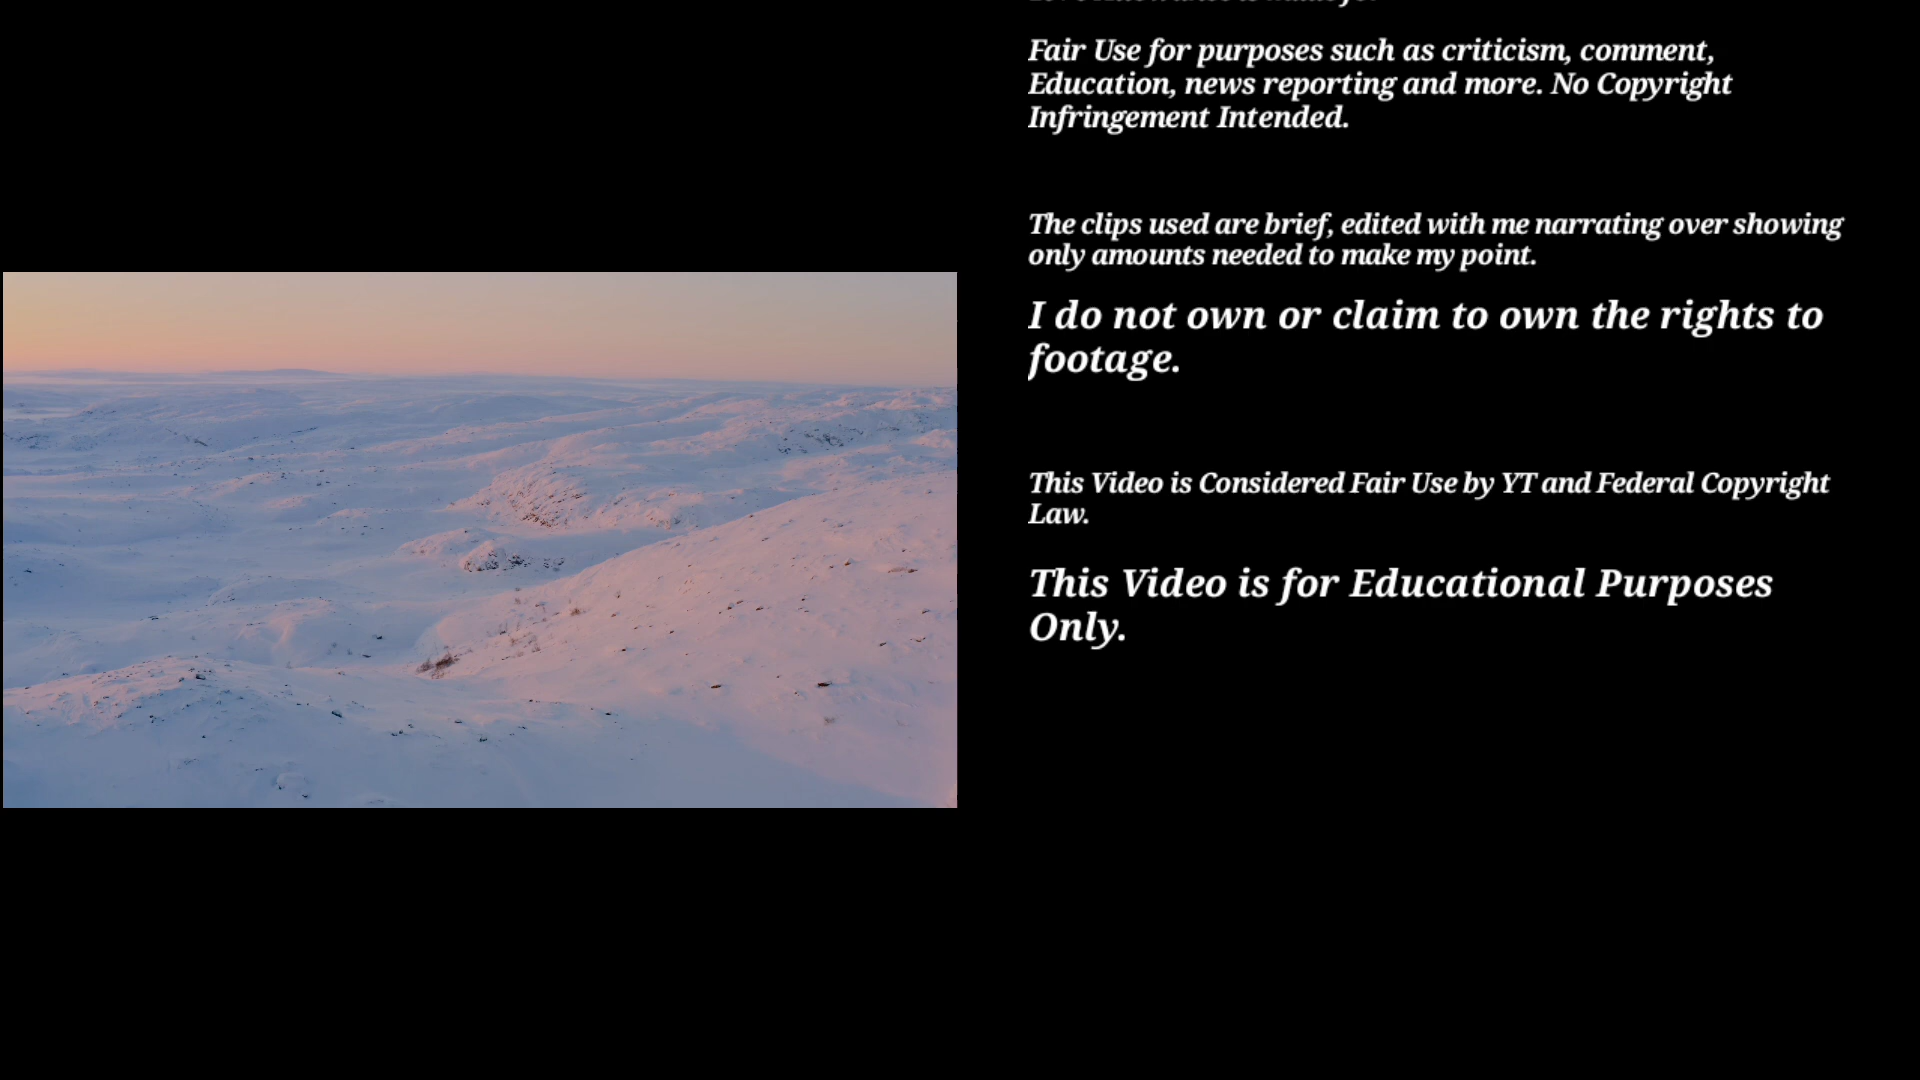 Fair Use for purposes such as criticism, comment,
Education, news reporting and more. No Copyright
Infringement Intended.
The clips used are brief, edited with me narrating over showing
only amounts needed to make my point.
I do not own or claim to own the rights to
footage.
This Video is Considered Fair Use by YT and Federal Copyright
Law.
This Video is for Educational Purposes
Only.